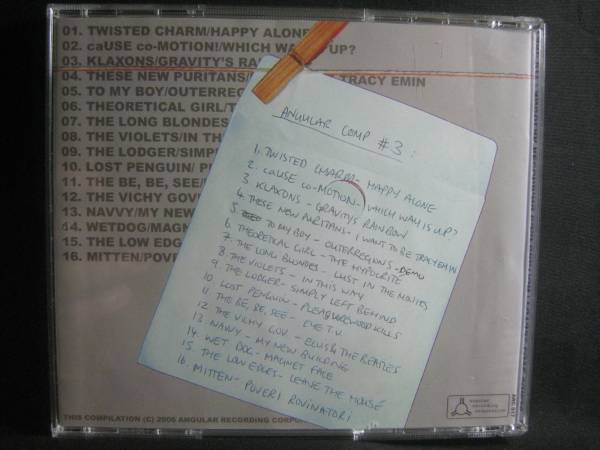 01. TWISTED CHARM/HAPPY ALONE
02. caUSE co-MOTION!/WHICH WA UP?
03. KLAXONS/GRAVITY'S RA
04. THESE NEW PURITANS/ TRACY EMIN
05. TO MY BOY/OUTERREG
06. THEORETICAL GIRL/T
07. THE LONG BLONDES
08. THE VIOLETS/IN TH
09. THE LODGER/SIMP
10. LOST PENGUIN/ P
11. THE BE, BE, SEE/
12. THE VICHY GOV
13. NAVVY/MY NEW
14. WETDOG/MAGN
15. THE LOW EDG
16. MITTEN/POVE
ANGULAR COMP #3:
1. TWISTED CHARM - HAPPY ALONE
2. CAUSE CO-MOTION - WHICH WAY IS UP?
3 KLAXONS - GRAVITYS RAINBOW
4. THESE NEW PURITANS - I WANT TO BE TRACY EMIN
5. TO MY BOY - OUTERREGIONS - DEMO
6. THEORETICAL GIRL - THE HYPOCRITE
7. THE LONG BLONDES - LUST IN THE MOVIES
8. THE VIOLETS - IN THIS WAY
9. THE LODGER - SIMPLY LEFT BEHIND
10. LOST PENGUIN - KILLS
11 THE BE, BE, SEE - EYE T.V.
12 THE VICHY GOV - ELVIS & THE BEATLES
13. NAVVY - MY NEW BUILDING
14. WET DOG - MAGNET FACE
15 THE LOW EDGES - LEAVE THE HOUSE
16. MITTEN - POVERI ROVINATORI
THIS COMPILATION (C) 2006 ANGULAR RECORDING CORPOR
angular recording corporation